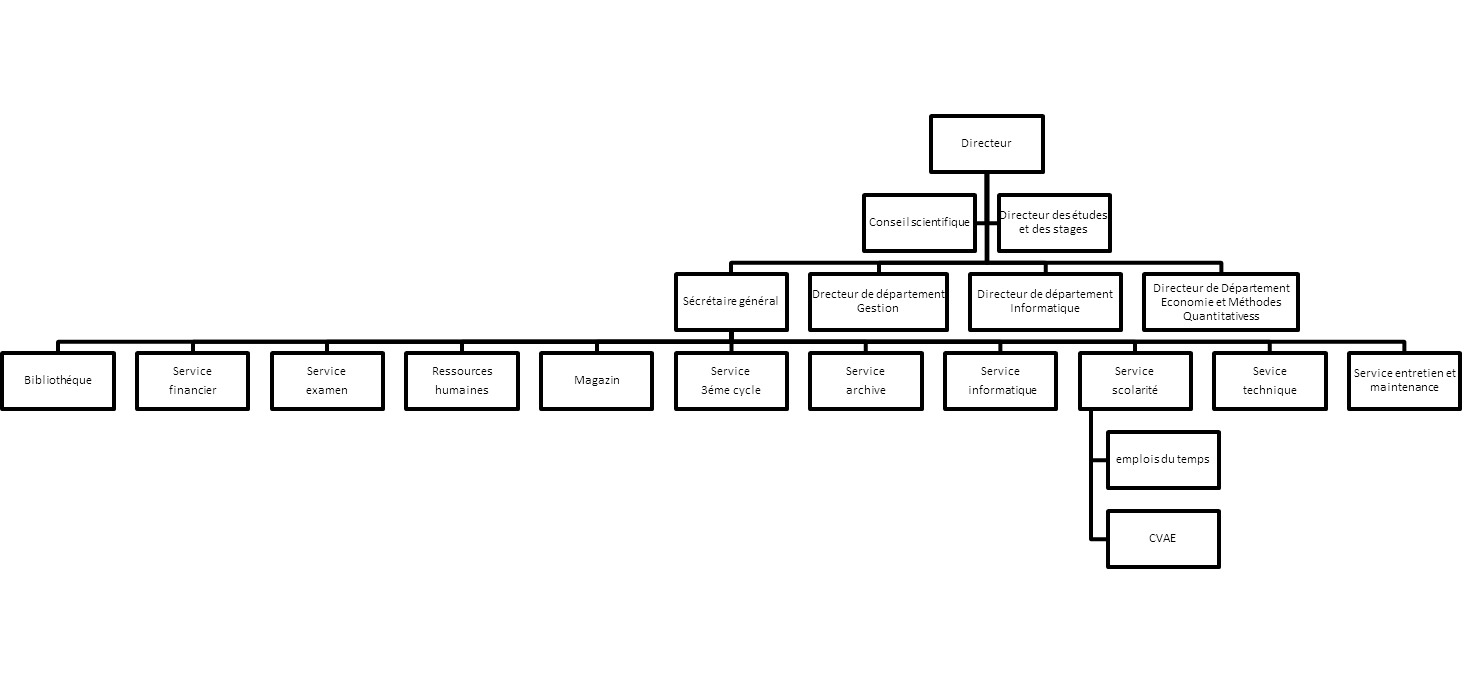 Directeur
Conseil scientifique
Directeur des études
et des stages
Sécrétaire général
Drecteur de département
Gestion
Directeur de département
Informatique
Directeur de Département
Economie et Méthodes
Quantitativess
Bibliothéque
Service
financier
Service
examen
Ressources
humaines
Magazin
Service
3éme cycle
Service
archive
Service
informatique
Service
scolarité
Sevice
technique
Service entretien et
maintenance
emplois du temps
CVAE